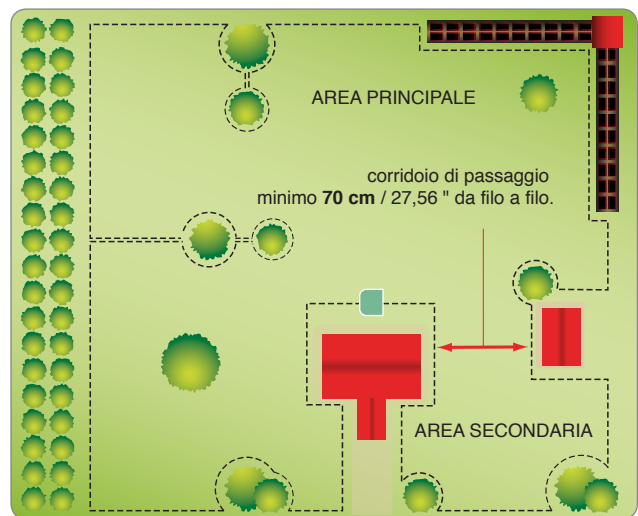 AREA PRINCIPALE
corridoio di passaggio
minimo 70 cm / 27,56 " da filo a filo.
AREA SECONDARIA